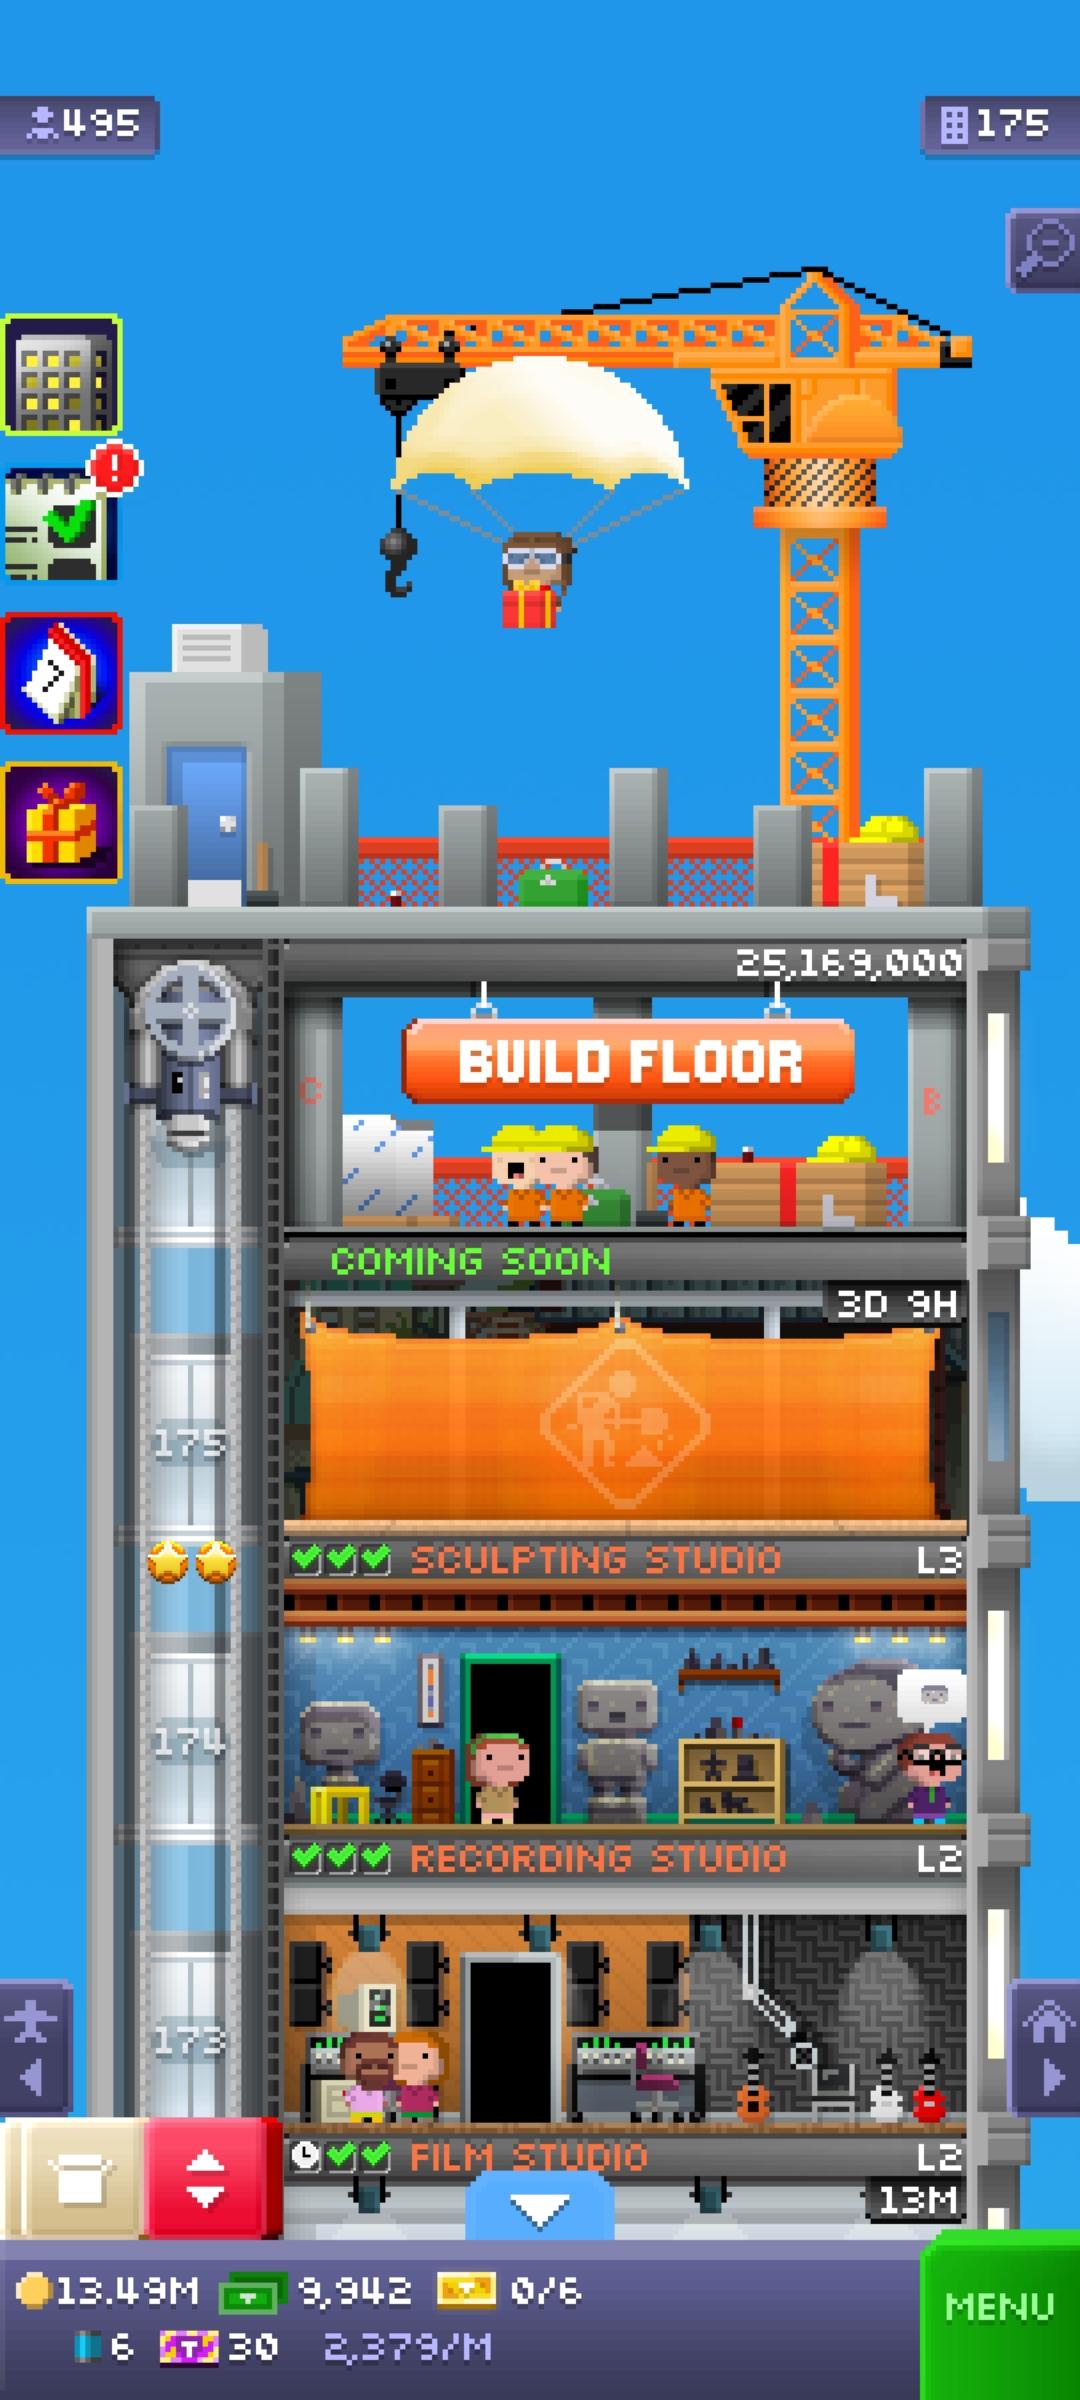 495
175
25,169,000
BUILD FLOOR
C
B
COMING SOON
3D 9H
175
SCULPTING STUDIO L3
174
RECORDING STUDIO L2
173
FILM STUDIO L2
13M
13.49M 9,942 0/6
MENU
6 T 30 2,379/M